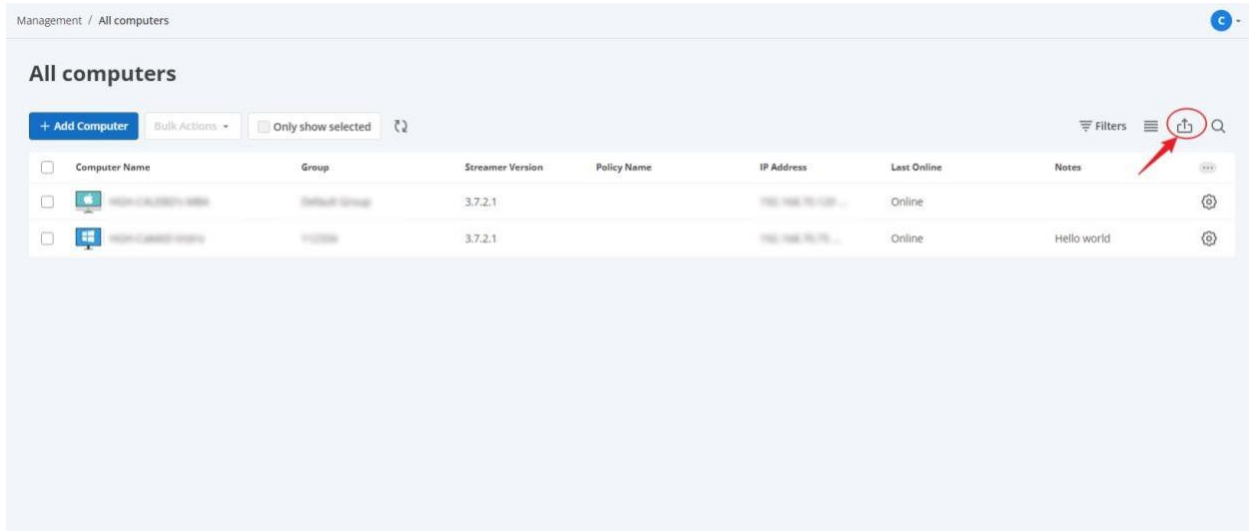 Management / All computers C
All computers
+ Add Computer Bulk Actions Only show selected Filters
Computer Name Group Streamer Version Policy Name IP Address Last Online Notes
3.7.2.1 Online
3.7.2.1 Online Hello world